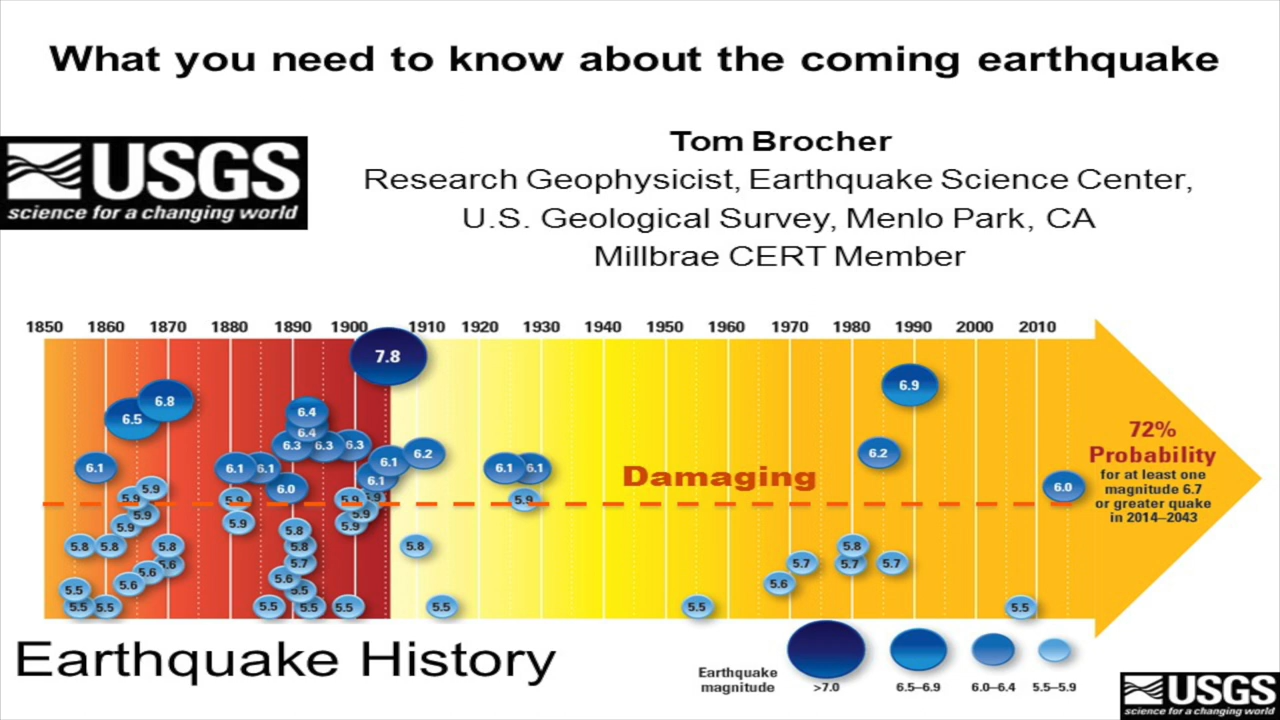 What you need to know about the coming earthquake
USGS
science for a changing world
Tom Brocher
Research Geophysicist, Earthquake Science Center,
U.S. Geological Survey, Menlo Park, CA
Millbrae CERT Member
1850 1860 1870 1880 1890 1900 1910 1920 1930 1940 1950 1960 1970 1980 1990 2000 2010
7.8
6.9
6.8
6.5
6.4
6.4
6.3 6.3 6.3
6.2 6.2
6.1 6.1 6.1 6.1 6.1 6.1
6.1
6.0 6.0
Damaging
5.9
5.9 5.9 5.9 5.9 5.9
5.9 5.9 5.9
5.9 5.9
5.8
5.8 5.8 5.8 5.8 5.8 5.8
5.7 5.7 5.7 5.7
5.6
5.6 5.6 5.6 5.6
5.5 5.5
5.5 5.5 5.5 5.5 5.5 5.5 5.5 5.5
72%
Probability
for at least one
magnitude 6.7
or greater quake
in 2014–2043
Earthquake History
Earthquake
magnitude
>7.0 6.5–6.9 6.0–6.4 5.5–5.9
USGS
science for a changing world